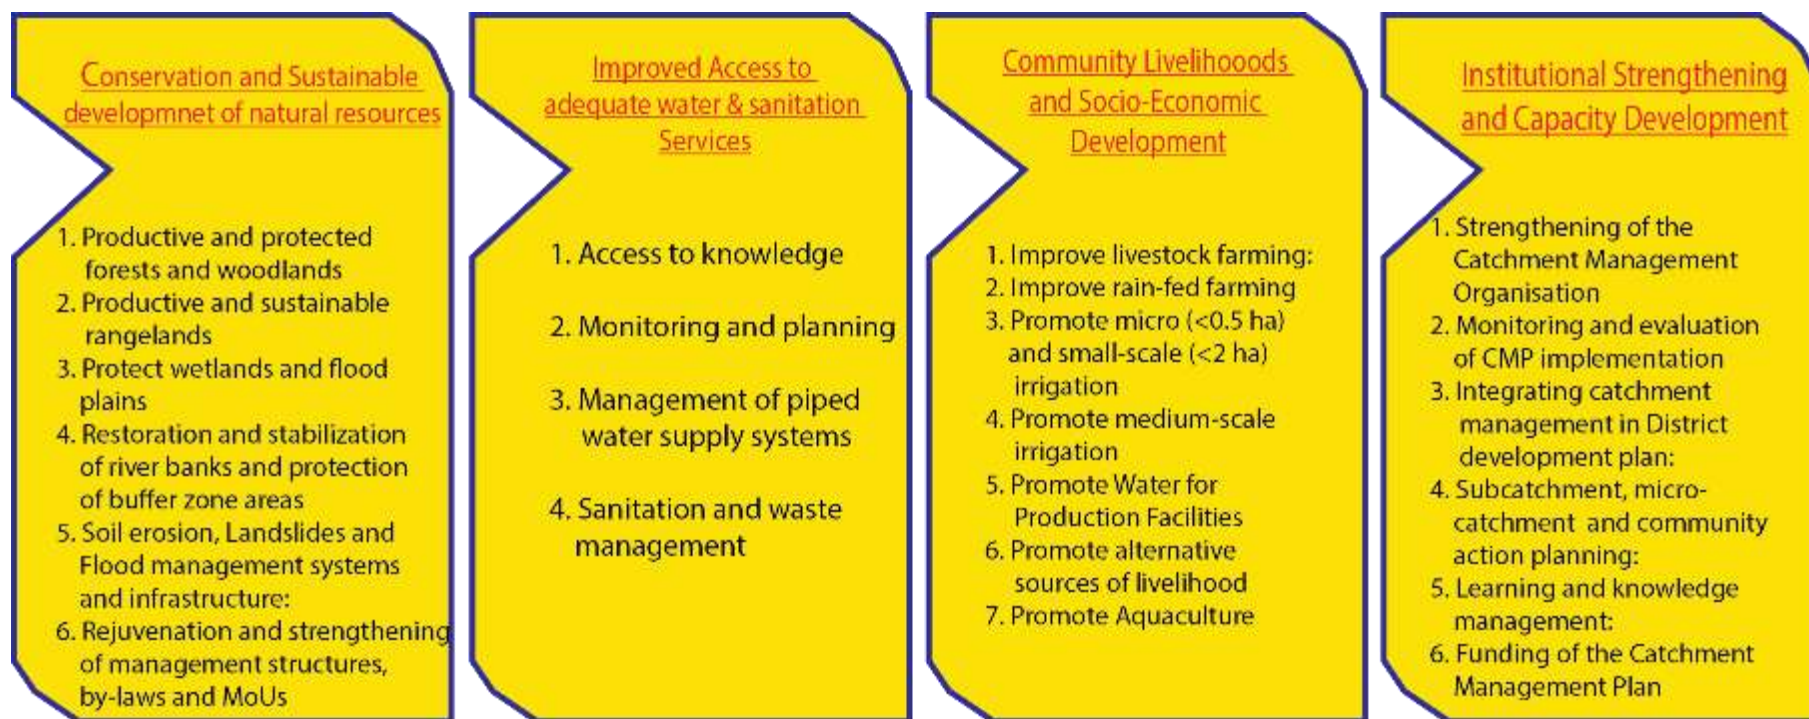 Conservation and Sustainable
developmnet of natural resources
1. Productive and protected
forests and woodlands
2. Productive and sustainable
rangelands
3. Protect wetlands and flood
plains
4. Restoration and stabilization
of river banks and protection
of buffer zone areas
5. Soil erosion, Landslides and
Flood management systems
and infrastructure:
6. Rejuvenation and strengthening
of management structures,
by-laws and MoUs
Improved Access to
adequate water & sanitation
Services
1. Access to knowledge
2. Monitoring and planning
3. Management of piped
water supply systems
4. Sanitation and waste
management
Community Livelihooods
and Socio-Economic
Development
1. Improve livestock farming:
2. Improve rain-fed farming
3. Promote micro (<0.5 ha)
and small-scale (<2 ha)
irrigation
4. Promote medium-scale
irrigation
5. Promote Water for
Production Facilities
6. Promote alternative
sources of livelihood
7. Promote Aquaculture
Institutional Strengthening
and Capacity Development
1. Strengthening of the
Catchment Management
Organisation
2. Monitoring and evaluation
of CMP implementation
3. Integrating catchment
management in District
development plan:
4. Subcatchment, micro-
catchment and community
action planning:
5. Learning and knowledge
management:
6. Funding of the Catchment
Management Plan